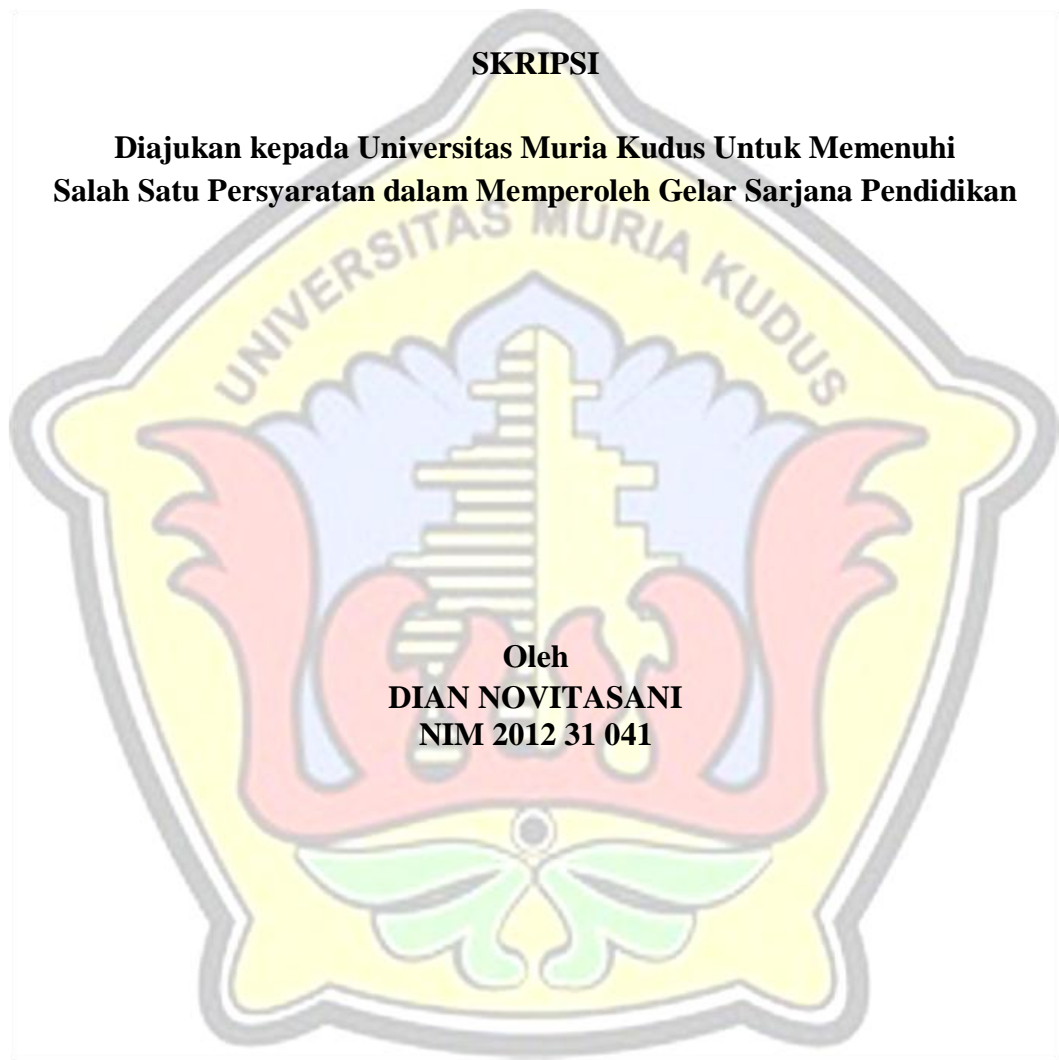 SKRIPSI
Diajukan kepada Universitas Muria Kudus Untuk Memenuhi
Salah Satu Persyaratan dalam Memperoleh Gelar Sarjana Pendidikan
UNIVERSITAS MURIA KUDUS
Oleh
DIAN NOVITASANI
NIM 2012 31 041